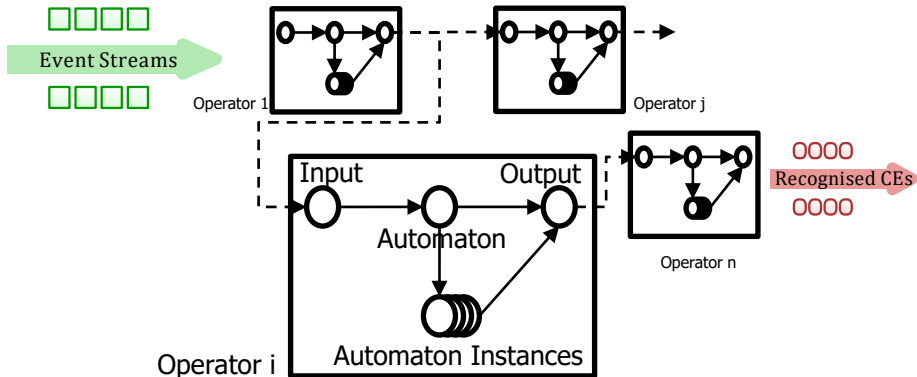 Event Streams
Operator 1
Operator j
Input
Output
Automaton
Automaton Instances
Operator i
Recognised CEs
Operator n